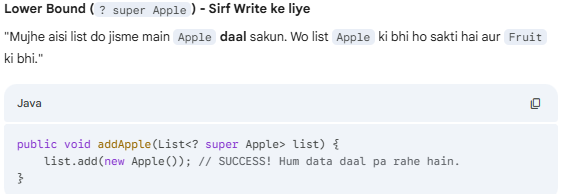 Lower Bound ( ? super Apple ) - Sirf Write ke liye
"Mujhe aisi list do jisme main Apple daal sakun. Wo list Apple ki bhi ho sakti hai aur Fruit
ki bhi."
Java
public void addApple(List<? super Apple> list) {
    list.add(new Apple()); // SUCCESS! Hum data daal pa rahe hain.
}